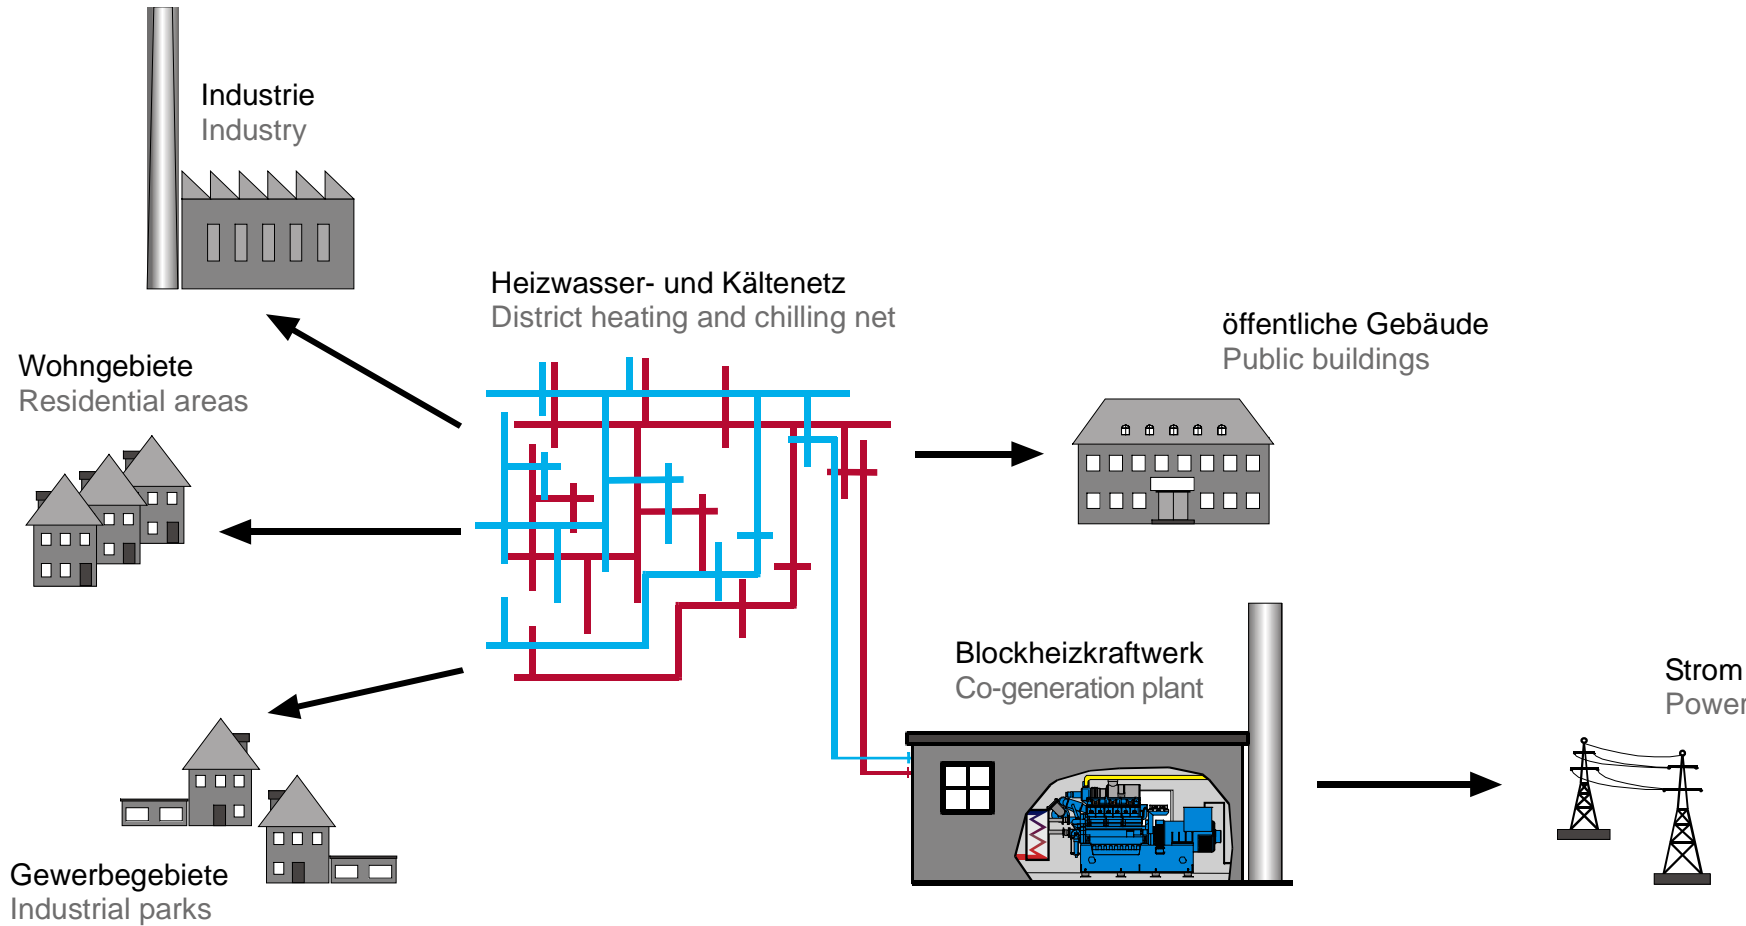 Industrie
Industry
Heizwasser- und Kältenetz
District heating and chilling net
öffentliche Gebäude
Public buildings
Wohngebiete
Residential areas
Blockheizkraftwerk
Co-generation plant
Strom
Power
Gewerbegebiete
Industrial parks